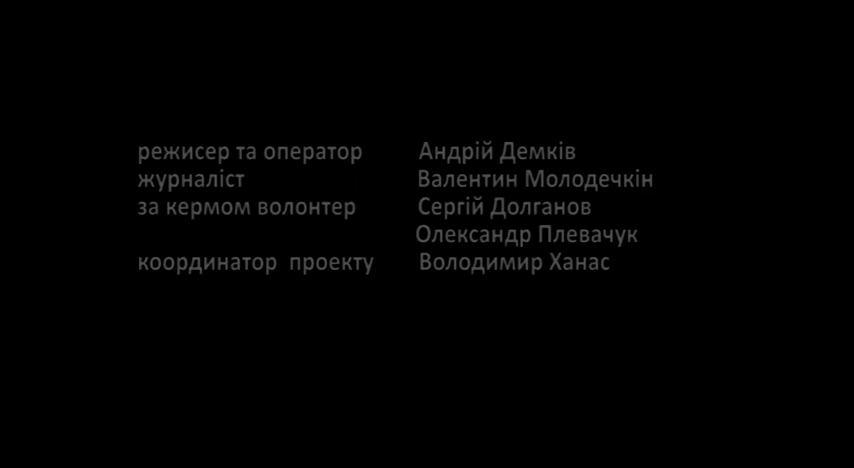 режисер та оператор Андрій Демків
журналіст Валентин Молодечкін
за кермом волонтер Сергій Долганов
Олександр Плевачук
координатор проекту Володимир Ханас